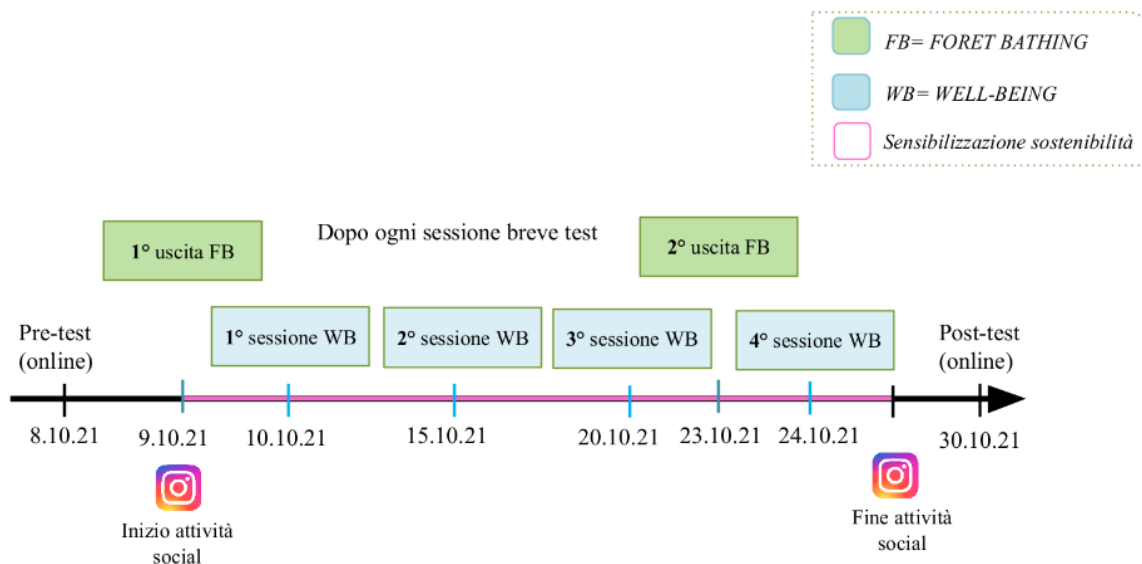 FB= FORET BATHING
WB= WELL-BEING
Sensibilizzazione sostenibilità
1° uscita FB
Dopo ogni sessione breve test
2° uscita FB
Pre-test
(online)
1° sessione WB
2° sessione WB
3° sessione WB
4° sessione WB
Post-test
(online)
8.10.21
9.10.21
10.10.21
15.10.21
20.10.21
23.10.21
24.10.21
30.10.21
Inizio attività
social
Fine attività
social